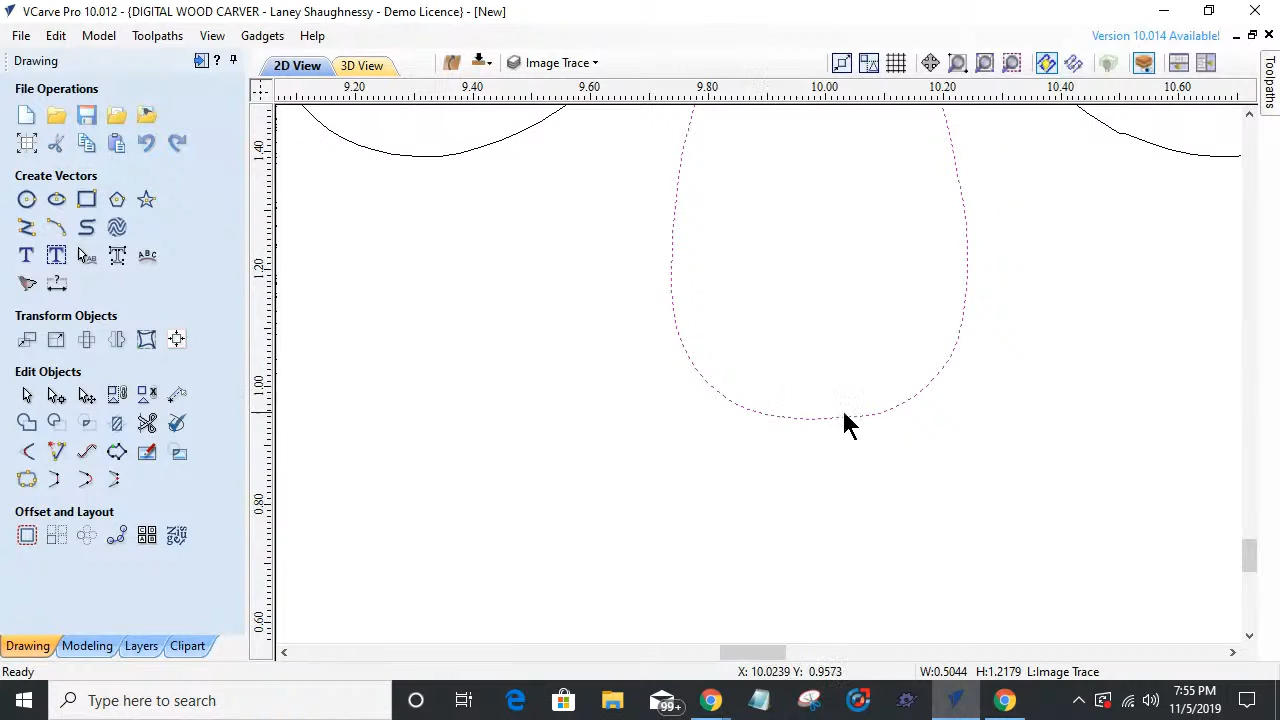 VCarve Pro 10.012 - {DIGITAL WOOD CARVER - Laney Shaughnessy - Demo Licence} - [New]
File Edit Model Toolpaths View Gadgets Help
Version 10.014 Available!
Drawing
?
2D View
3D View
Image Trace
Toolpaths
File Operations
9.20 9.40 9.60 9.80 10.00 10.20 10.40 10.60
1.40
1.20
1.00
0.80
0.60
Create Vectors
T
T
AB
T
ABC
?
Transform Objects
Edit Objects
Offset and Layout
Drawing
Modeling
Layers
Clipart
Ready
X: 10.0239 Y: 0.9573
W:0.5044 H:1.2179 L:Image Trace
Type here to search
99+
7:55 PM
11/5/2019